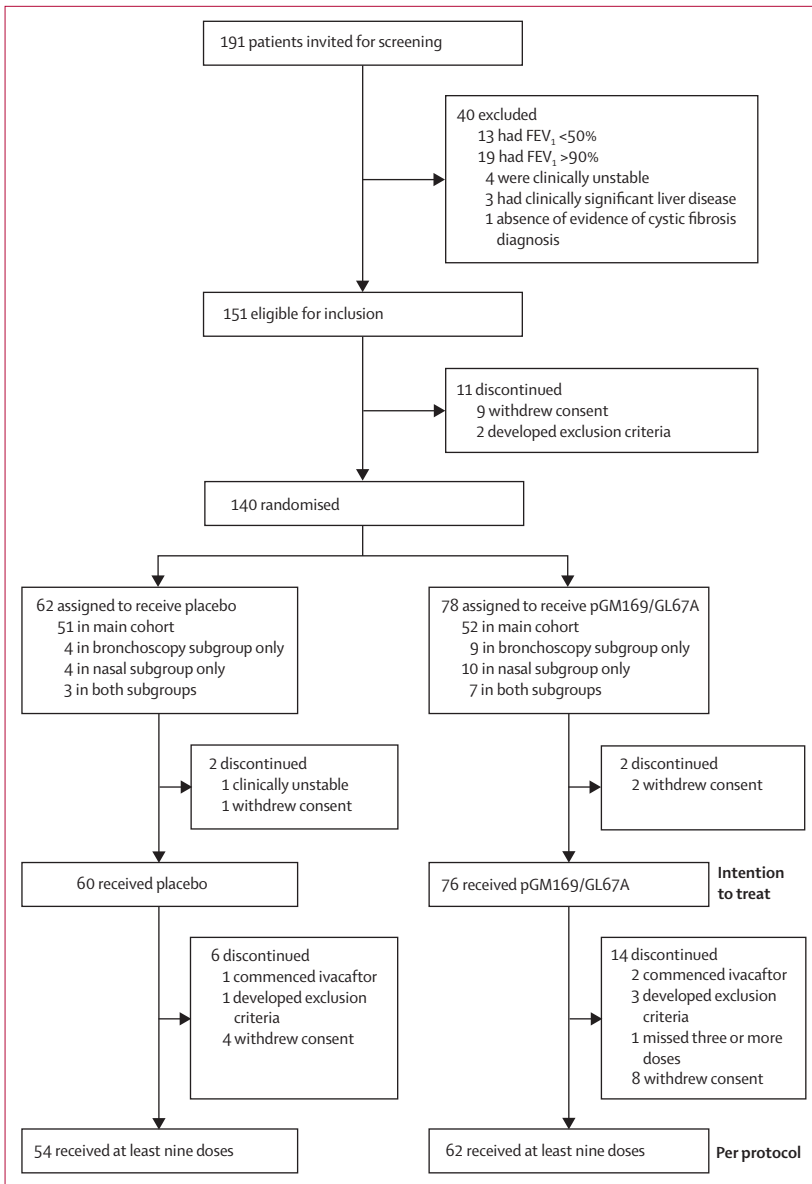 191 patients invited for screening
40 excluded
13 had FEV₁ <50%
19 had FEV₁ >90%
4 were clinically unstable
3 had clinically significant liver disease
1 absence of evidence of cystic fibrosis
diagnosis
151 eligible for inclusion
11 discontinued
9 withdrew consent
2 developed exclusion criteria
140 randomised
62 assigned to receive placebo
51 in main cohort
4 in bronchoscopy subgroup only
4 in nasal subgroup only
3 in both subgroups
78 assigned to receive pGM169/GL67A
52 in main cohort
9 in bronchoscopy subgroup only
10 in nasal subgroup only
7 in both subgroups
2 discontinued
1 clinically unstable
1 withdrew consent
2 discontinued
2 withdrew consent
60 received placebo
76 received pGM169/GL67A
Intention
to treat
6 discontinued
1 commenced ivacaftor
1 developed exclusion
criteria
4 withdrew consent
14 discontinued
2 commenced ivacaftor
3 developed exclusion
criteria
1 missed three or more
doses
8 withdrew consent
54 received at least nine doses
62 received at least nine doses
Per protocol